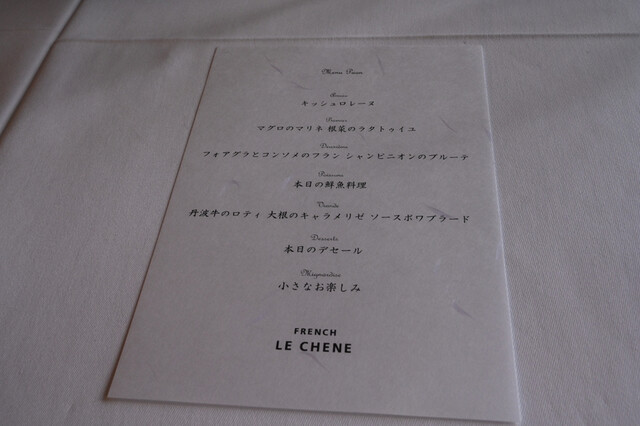 Menu
キッシュロレーヌ
マグロのマリネ 根菜のラタトゥイユ
フォアグラとコンソメのフラン シャンピニオンのブルーテ
Poissons
本日の鮮魚料理
Viande
丹波牛のロティ 大根のキャラメリゼ ソースポワブラード
Desserts
本日のデセール
Mignardises
小さなお楽しみ
FRENCH
LE CHENE